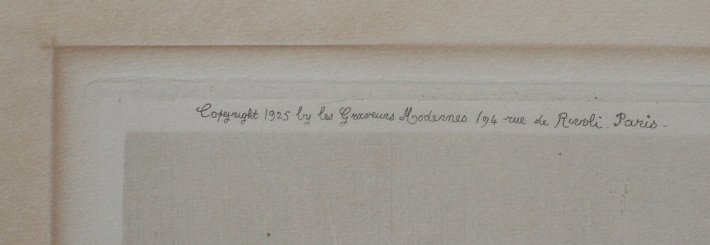 Copyright 1925 by les Graveurs Modernes 194 rue de Rivoli. Paris -